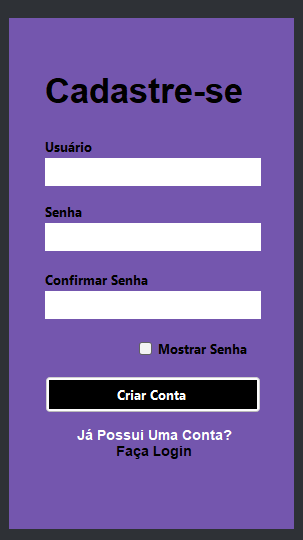 Cadastre-se
Usuário
Senha
Confirmar Senha
Mostrar Senha
Criar Conta
Já Possui Uma Conta?
Faça Login